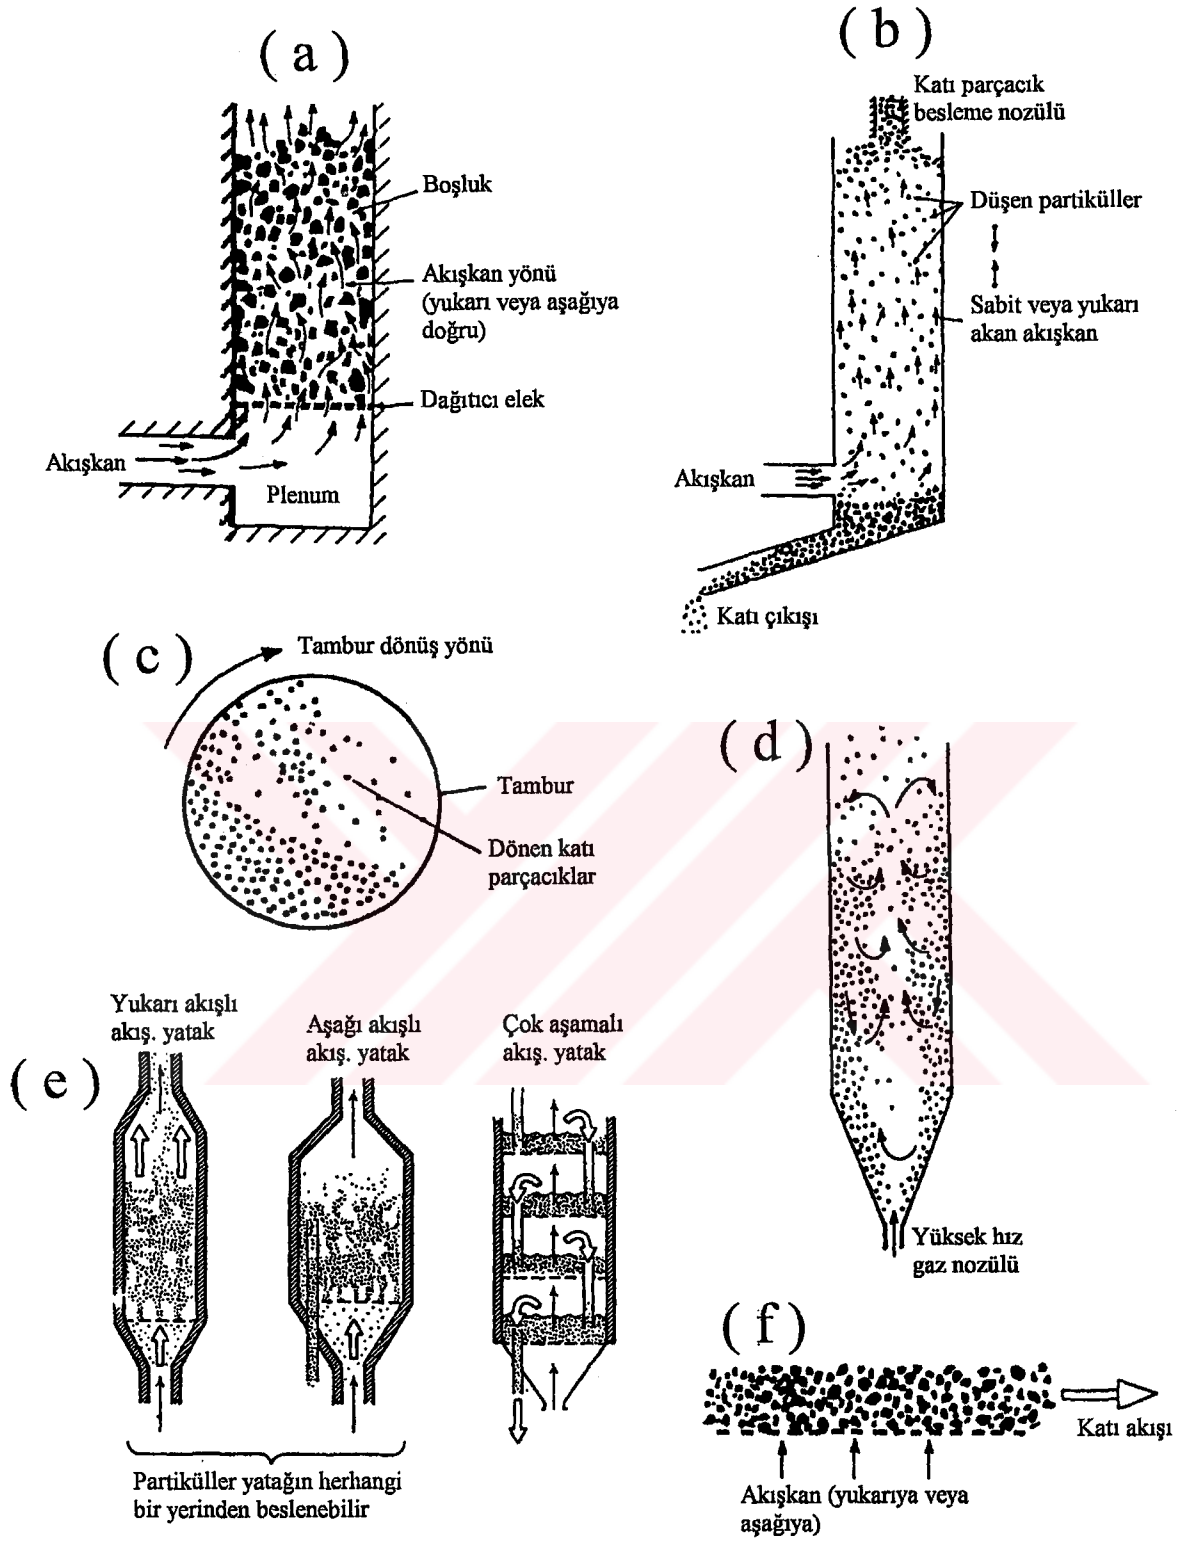 ( a )
Boşluk
Akışkan yönü
(yukarı veya aşağıya
doğru)
Dağıtıcı elek
Akışkan
Plenum
( b )
Katı parçacık
besleme nozülü
Düşen partiküller
Sabit veya yukarı
akan akışkan
Akışkan
Katı çıkışı
( c )
Tambur dönüş yönü
Tambur
Dönen katı
parçacıklar
( d )
Yüksek hız
gaz nozülü
( e )
Yukarı akışlı
akış. yatak
Aşağı akışlı
akış. yatak
Çok aşamalı
akış. yatak
Partiküller yatağın herhangi
bir yerinden beslenebilir
( f )
Katı akışı
Akışkan (yukarıya veya
aşağıya)